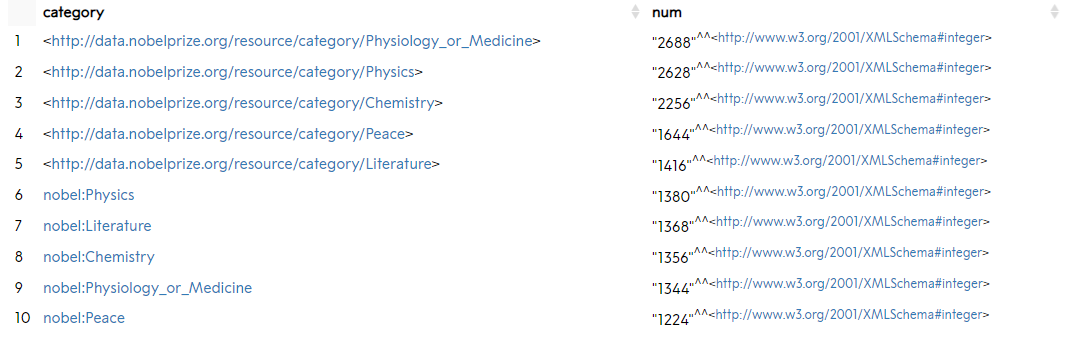 category num
1 <http://data.nobelprize.org/resource/category/Physiology_or_Medicine> "2688"^^<http://www.w3.org/2001/XMLSchema#integer>
2 <http://data.nobelprize.org/resource/category/Physics> "2628"^^<http://www.w3.org/2001/XMLSchema#integer>
3 <http://data.nobelprize.org/resource/category/Chemistry> "2256"^^<http://www.w3.org/2001/XMLSchema#integer>
4 <http://data.nobelprize.org/resource/category/Peace> "1644"^^<http://www.w3.org/2001/XMLSchema#integer>
5 <http://data.nobelprize.org/resource/category/Literature> "1416"^^<http://www.w3.org/2001/XMLSchema#integer>
6 nobel:Physics "1380"^^<http://www.w3.org/2001/XMLSchema#integer>
7 nobel:Literature "1368"^^<http://www.w3.org/2001/XMLSchema#integer>
8 nobel:Chemistry "1356"^^<http://www.w3.org/2001/XMLSchema#integer>
9 nobel:Physiology_or_Medicine "1344"^^<http://www.w3.org/2001/XMLSchema#integer>
10 nobel:Peace "1224"^^<http://www.w3.org/2001/XMLSchema#integer>